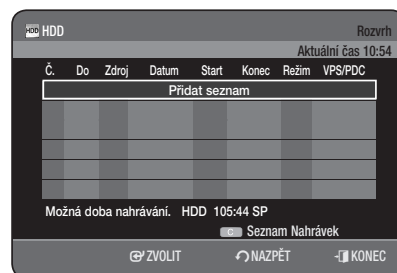 HDD HDD Rozvrh
Aktuální čas 10:54
Č. Do Zdroj Datum Start Konec Režim VPS/PDC
Přidat seznam
Možná doba nahrávání. HDD 105:44 SP
C Seznam Nahrávek
ZVOLIT NAZPĚT KONEC